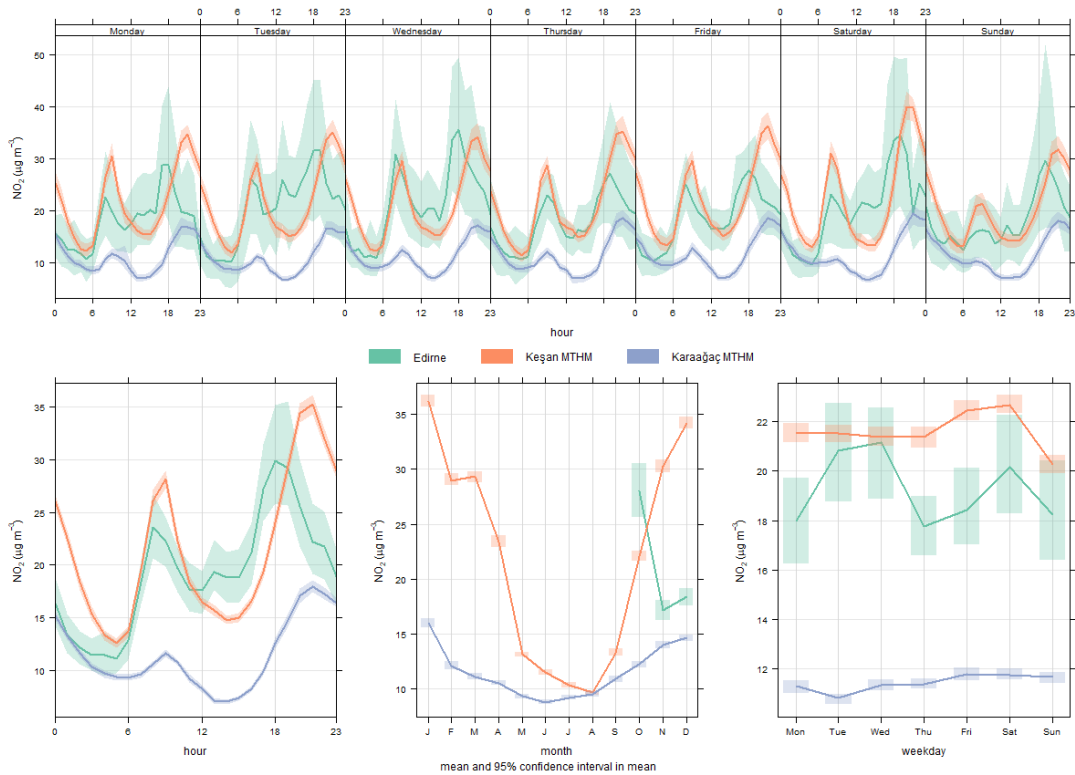 0 6 12 18 23 0 6 12 18 23 0 6 12 18 23
Monday Tuesday Wednesday Thursday Friday Saturday Sunday
50
40
30
20
10
NO2 (µg m−3)
0 6 12 18 23 0 6 12 18 23 0 6 12 18 23 0 6 12 18 23
hour
Edirne Keşan MTHM Karaağaç MTHM
35
30
25
20
15
10
NO2 (µg m−3)
0 6 12 18 23
hour
35
30
25
20
15
10
NO2 (µg m−3)
J F M A M J J A S O N D
month
22
20
18
16
14
12
NO2 (µg m−3)
Mon Tue Wed Thu Fri Sat Sun
weekday
mean and 95% confidence interval in mean